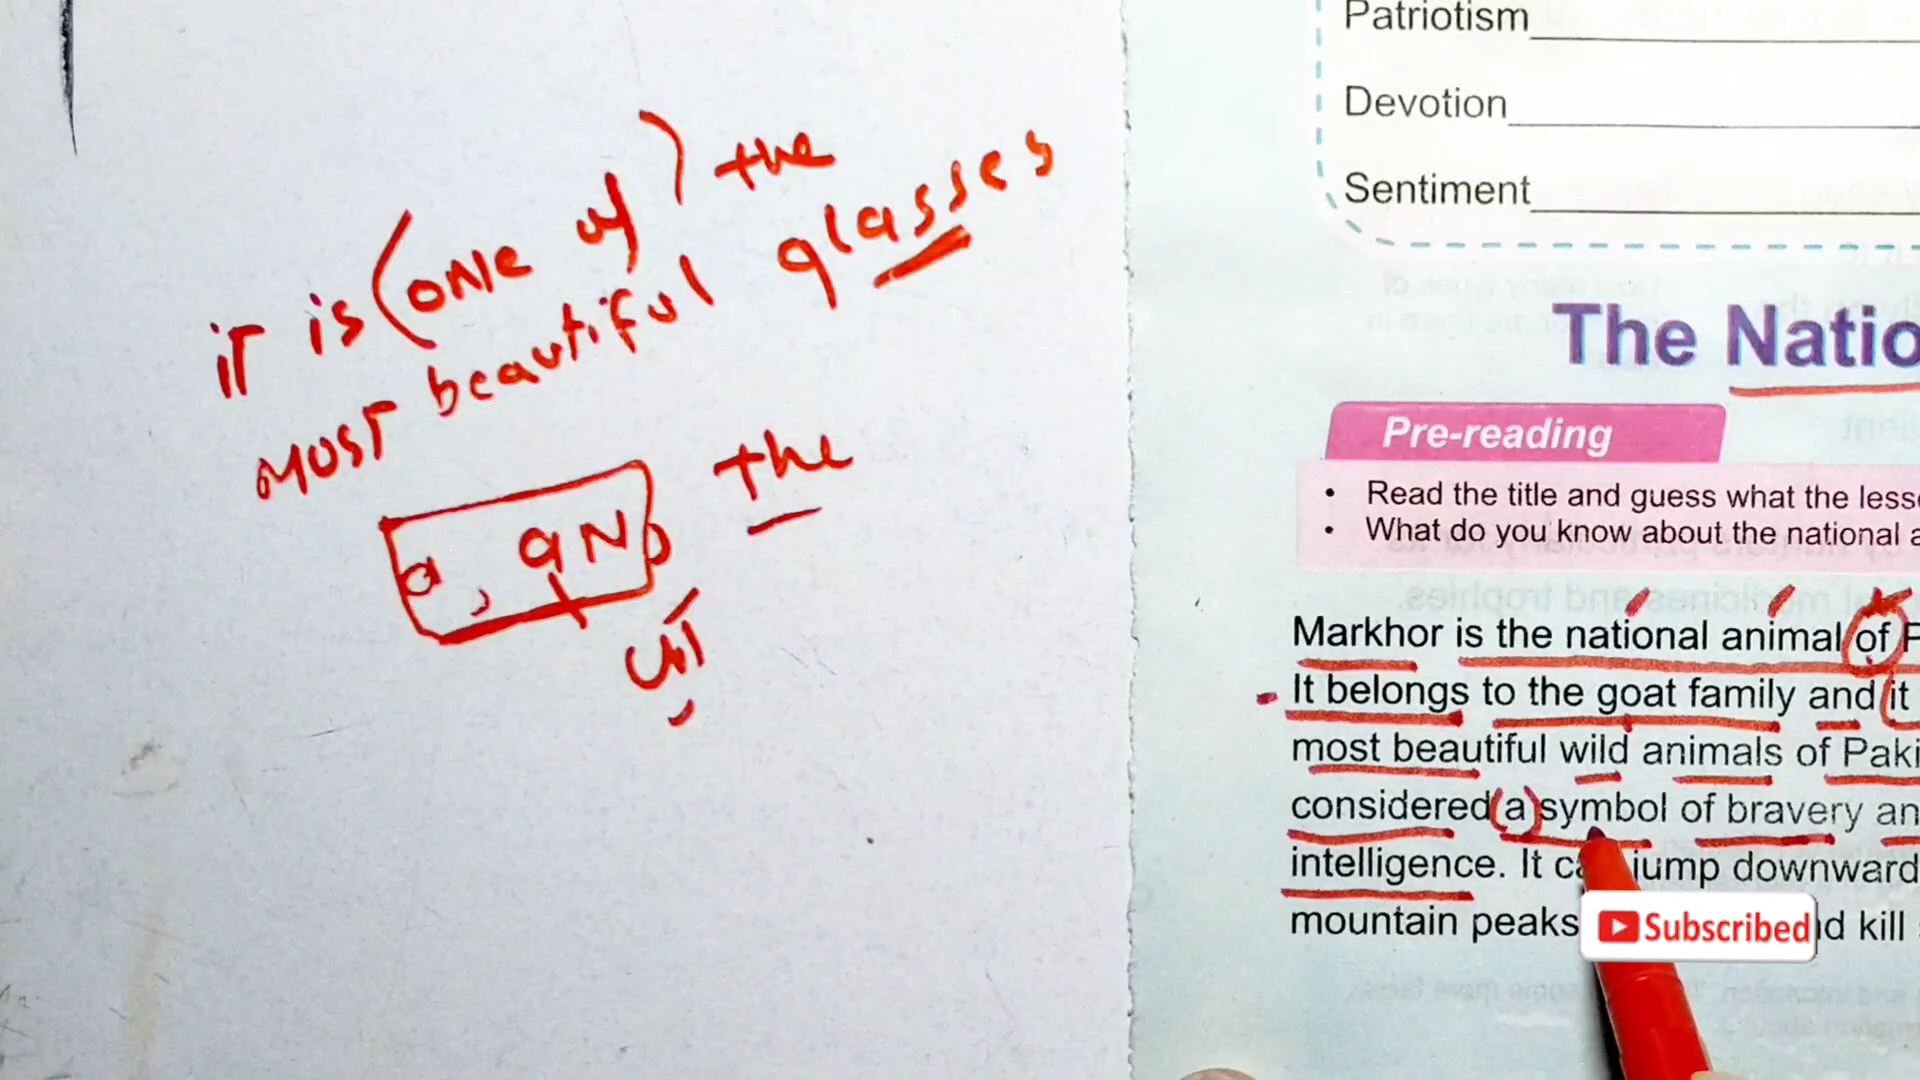 it is (one of) the
most beautiful glasses
a, an, the
Patriotism
Devotion
Sentiment
The Natio
Pre-reading
• Read the title and guess what the less
• What do you know about the national a
Markhor is the national animal of P
It belongs to the goat family and it
most beautiful wild animals of Paki
considered (a) symbol of bravery an
intelligence. It ca jump downward
mountain peaks d kill
Subscribed